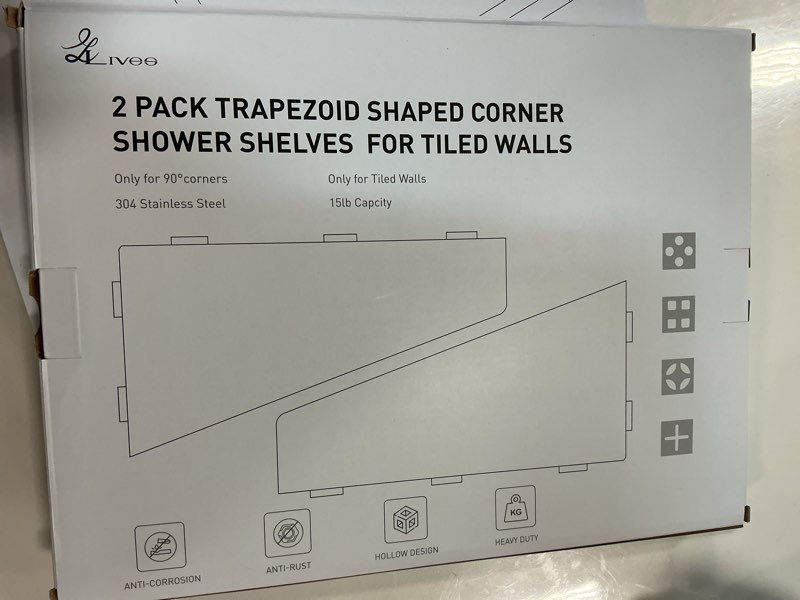 2Lives
2 PACK TRAPEZOID SHAPED CORNER
SHOWER SHELVES FOR TILED WALLS
Only for 90°corners
Only for Tiled Walls
304 Stainless Steel
15lb Capcity
KG
ANTI-CORROSION
ANTI-RUST
HOLLOW DESIGN
HEAVY DUTY